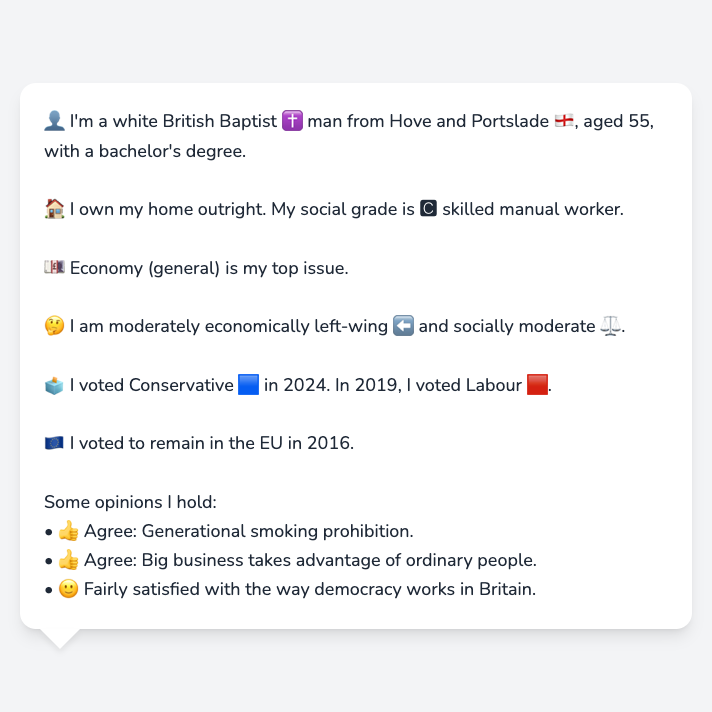 👤 I'm a white British Baptist ✝️ man from Hove and Portslade 🏴󠁧󠁢󠁥󠁮󠁧󠁿, aged 55,
with a bachelor's degree.
🏠 I own my home outright. My social grade is 🅲 skilled manual worker.
💷 Economy (general) is my top issue.
🤔 I am moderately economically left-wing ⬅️ and socially moderate ⚖️.
🗳️ I voted Conservative 🟦 in 2024. In 2019, I voted Labour 🟥.
🇪🇺 I voted to remain in the EU in 2016.
Some opinions I hold:
• 👍 Agree: Generational smoking prohibition.
• 👍 Agree: Big business takes advantage of ordinary people.
• 🙂 Fairly satisfied with the way democracy works in Britain.